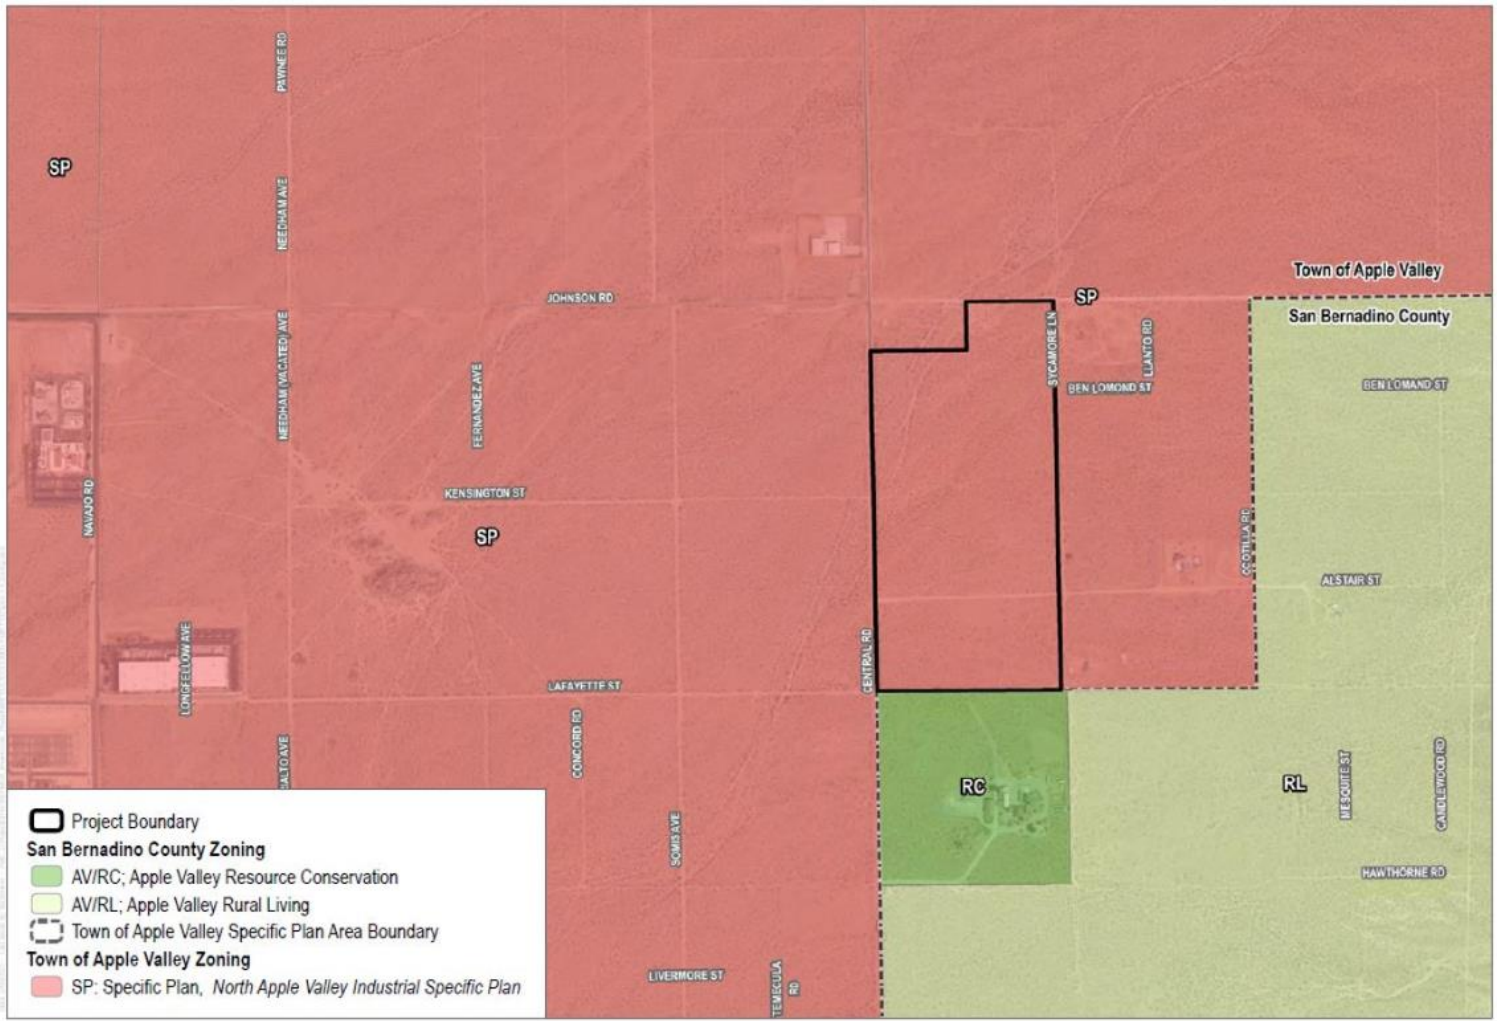 PAWNEE RD
SP
NEEDHAM AVE
Town of Apple Valley
JOHNSON RD
SP
San Bernadino County
NEEDHAM (VACATED) AVE
SYCAMORE LN
LLANTO RD
FERNANDEZ AVE
BEN LOMOND ST
BEN LOMAND ST
NAVAJO RD
KENSINGTON ST
SP
CCOTILLA RD
ALSTAIR ST
LONGFELLOW AVE
CENTRAL RD
LAFAYETTE ST
CONCORD RD
IALTO AVE
RC
RL
MESQUITE ST
CANDLEWOOD RD
SOMIS AVE
HAWTHORNE RD
LIVERMORE ST
TEMECULA
RD
Project Boundary
San Bernadino County Zoning
AV/RC; Apple Valley Resource Conservation
AV/RL; Apple Valley Rural Living
Town of Apple Valley Specific Plan Area Boundary
Town of Apple Valley Zoning
SP: Specific Plan, North Apple Valley Industrial Specific Plan